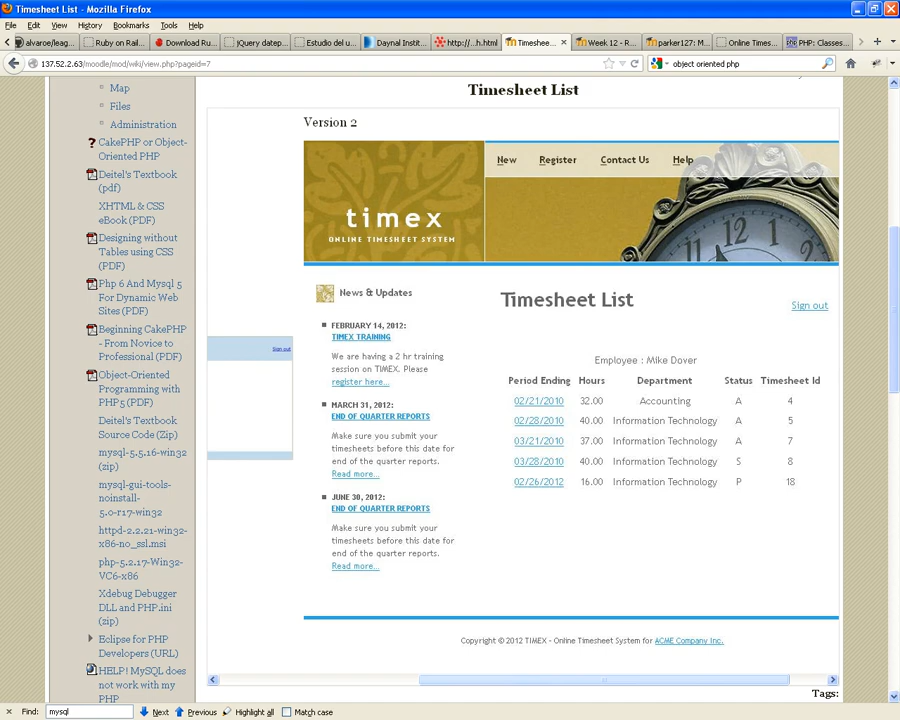 Timesheet List - Mozilla Firefox
File Edit View History Bookmarks Tools Help
alvaroe/leag... Ruby on Rail... Download Ru... jQuery datep... Estudio del u... Daynal Instit... http://....h.html Timeshee... Week 12 - R... parker127: M... Online Times... PHP: Classes...
137.52.2.63/moodle/mod/wiki/view.php?pageid=7 object oriented php
Map
Files
Administration
CakePHP or Object-
Oriented PHP
Deitel's Textbook
(pdf)
XHTML & CSS
eBook (PDF)
Designing without
Tables using CSS
(PDF)
Php 6 And Mysql 5
For Dynamic Web
Sites (PDF)
Beginning CakePHP
- From Novice to
Professional (PDF)
Object-Oriented
Programming with
PHP5 (PDF)
Deitel's Textbook
Source Code (Zip)
mysql-5.5.16-win32
(zip)
mysql-gui-tools-
noinstall-
5.0-r17-win32
httpd-2.2.21-win32-
x86-no_ssl.msi
php-5.2.17-Win32-
VC6-x86
Xdebug Debugger
DLL and PHP.ini
(zip)
Eclipse for PHP
Developers (URL)
HELP! MySQL does
not work with my
PHP
Timesheet List
Version 2
New Register Contact Us Help
timex
ONLINE TIMESHEET SYSTEM
12 11 10 1 2
Sign out
News & Updates
FEBRUARY 14, 2012:
TIMEX TRAINING
We are having a 2 hr training
session on TIMEX. Please
register here...
MARCH 31, 2012:
END OF QUARTER REPORTS
Make sure you submit your
timesheets before this date for
end of the quarter reports.
Read more...
JUNE 30, 2012:
END OF QUARTER REPORTS
Make sure you submit your
timesheets before this date for
end of the quarter reports.
Read more...
Timesheet List
Sign out
Employee : Mike Dover
Period Ending Hours Department Status Timesheet Id
02/21/2010 32.00 Accounting A 4
02/28/2010 40.00 Information Technology A 5
03/21/2010 37.00 Information Technology A 7
03/28/2010 40.00 Information Technology S 8
02/26/2012 16.00 Information Technology P 18
Copyright © 2012 TIMEX - Online Timesheet System for ACME Company Inc.
Tags:
Find: mysql Next Previous Highlight all Match case